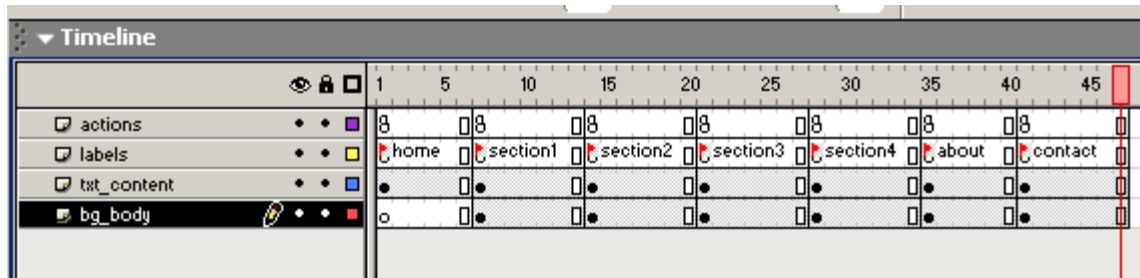 Timeline
1 5 10 15 20 25 30 35 40 45
actions
labels home section1 section2 section3 section4 about contact
txt_content
bg_body